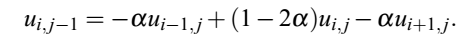 u_{i,j-1} = -αu_{i-1,j} + (1-2α)u_{i,j} - αu_{i+1,j}.